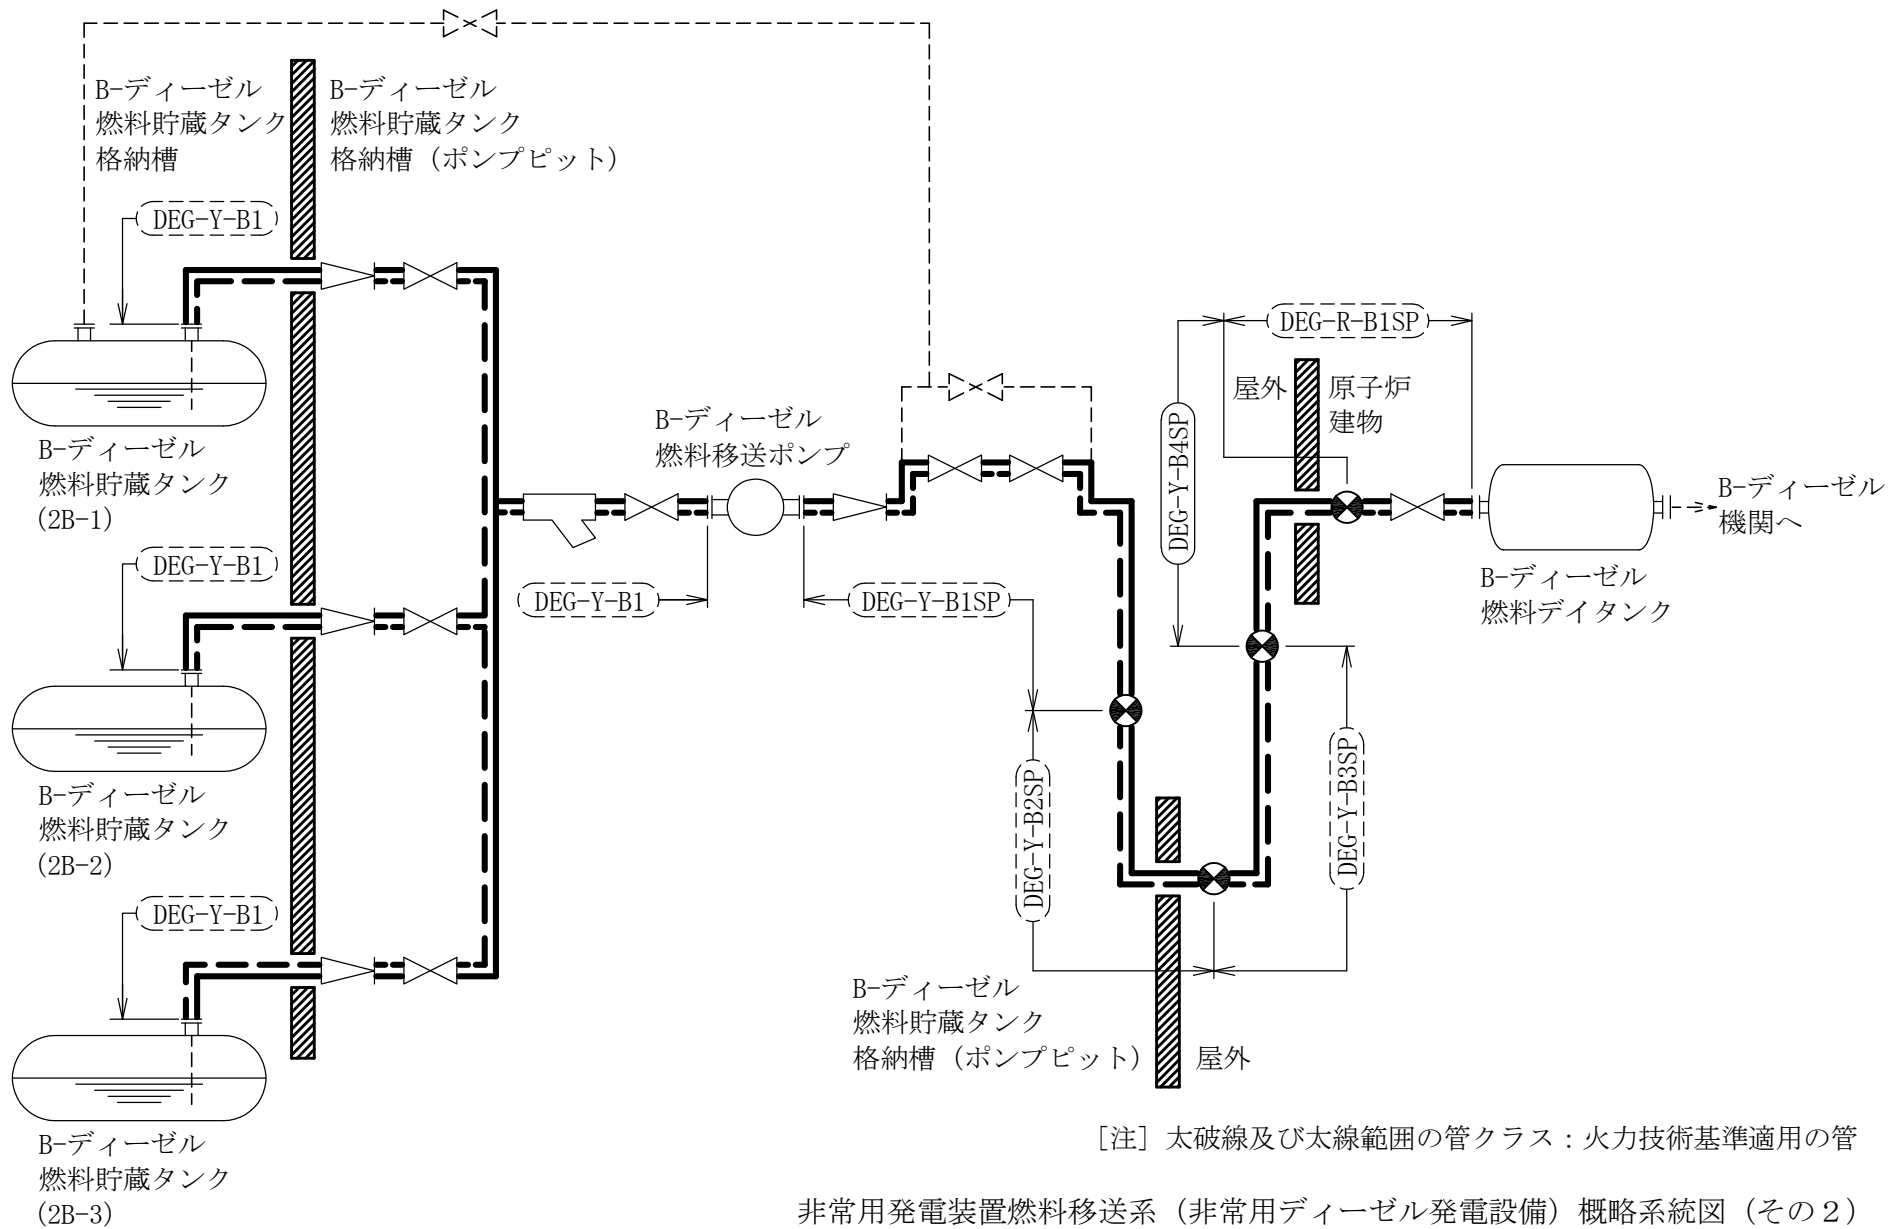 B-ディーゼル
燃料貯蔵タンク
格納槽
B-ディーゼル
燃料貯蔵タンク
格納槽（ポンプピット）
DEG-Y-B1
B-ディーゼル
燃料貯蔵タンク
(2B-1)
DEG-Y-B1
B-ディーゼル
燃料貯蔵タンク
(2B-2)
DEG-Y-B1
B-ディーゼル
燃料貯蔵タンク
(2B-3)
B-ディーゼル
燃料移送ポンプ
DEG-Y-B1
DEG-Y-B1SP
DEG-Y-B2SP
DEG-Y-B3SP
DEG-Y-B4SP
DEG-R-B1SP
屋外
原子炉
建物
B-ディーゼル
機関へ
B-ディーゼル
燃料デイタンク
B-ディーゼル
燃料貯蔵タンク
格納槽（ポンプピット）
屋外
［注］太破線及び太線範囲の管クラス：火力技術基準適用の管
非常用発電装置燃料移送系（非常用ディーゼル発電設備）概略系統図（その２）